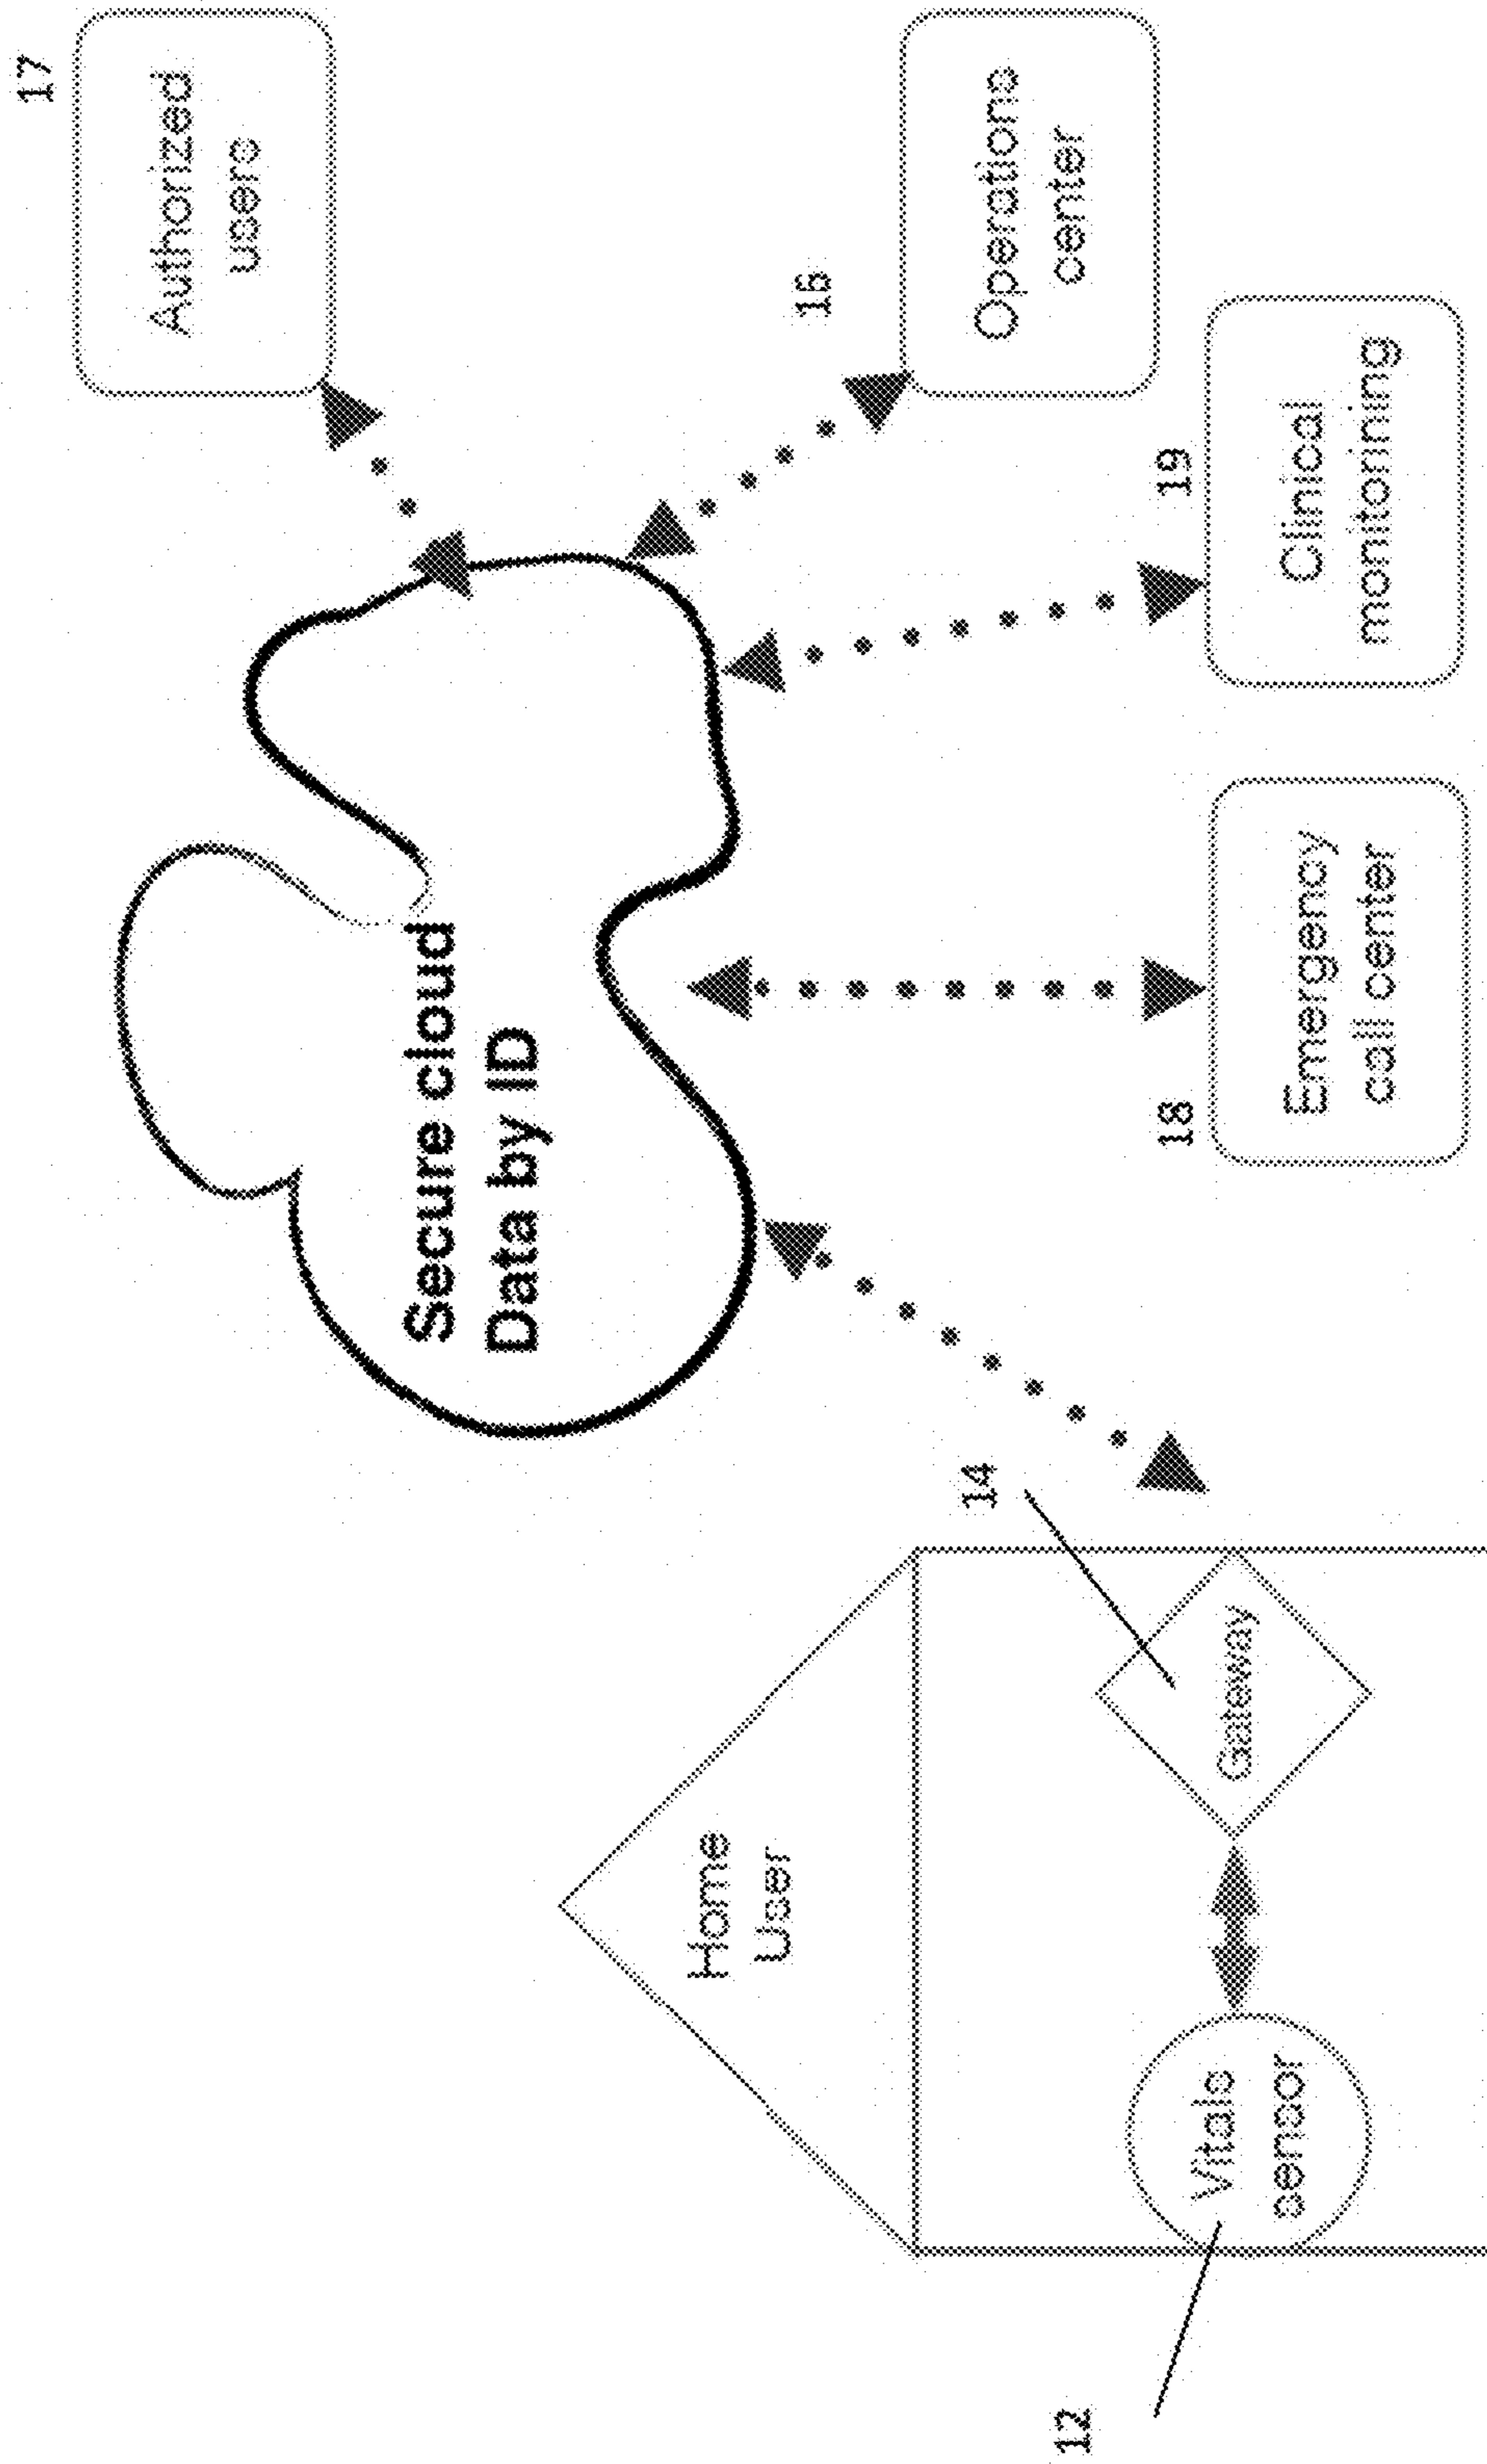 17
Authorized
users
Secure cloud
Data by ID
Home
User
16
Operations
center
14
12
Vitals
sensor
Gateway
18
Emergency
call center
19
Clinical
monitorining